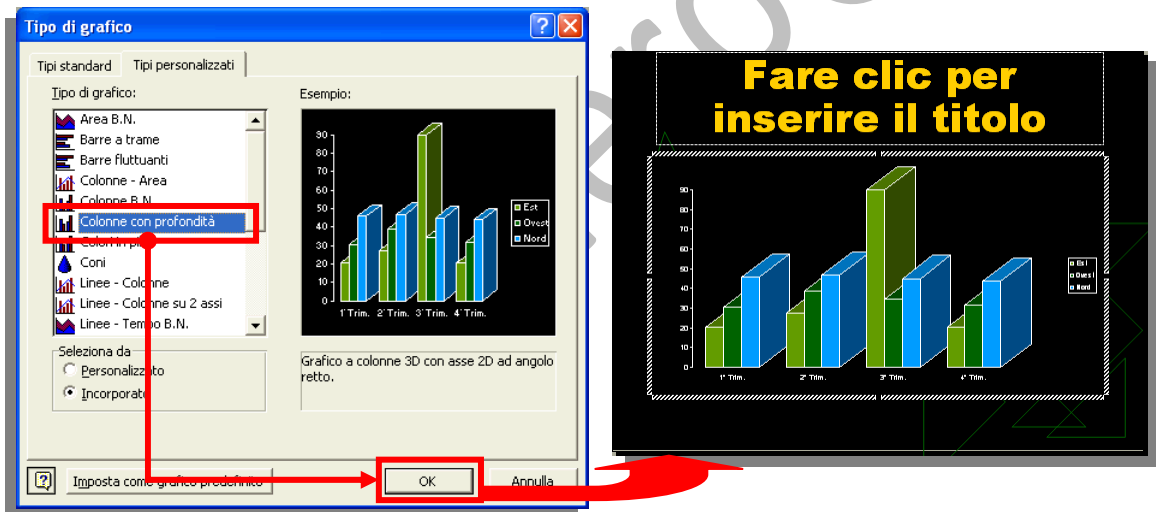 Tipo di grafico
Tipi standard Tipi personalizzati
Tipo di grafico:
Area B.N.
Barre a trame
Barre fluttuanti
Colonne - Area
Colonne B.N.
Colonne con profondità
Coni
Linee - Colonne
Linee - Colonne su 2 assi
Linee - Tempo B.N.
Seleziona da
Personalizzato
Incorporato
Esempio:
90
80
70
60
50
40
30
20
10
0
1° Trim. 2° Trim. 3° Trim. 4° Trim.
Est
Ovest
Nord
Grafico a colonne 3D con asse 2D ad angolo
retto.
Imposta come grafico predefinito
OK
Annulla
Fare clic per
inserire il titolo
90
80
70
60
50
40
30
20
10
0
1° Trim. 2° Trim. 3° Trim. 4° Trim.
Est
Ovest
Nord